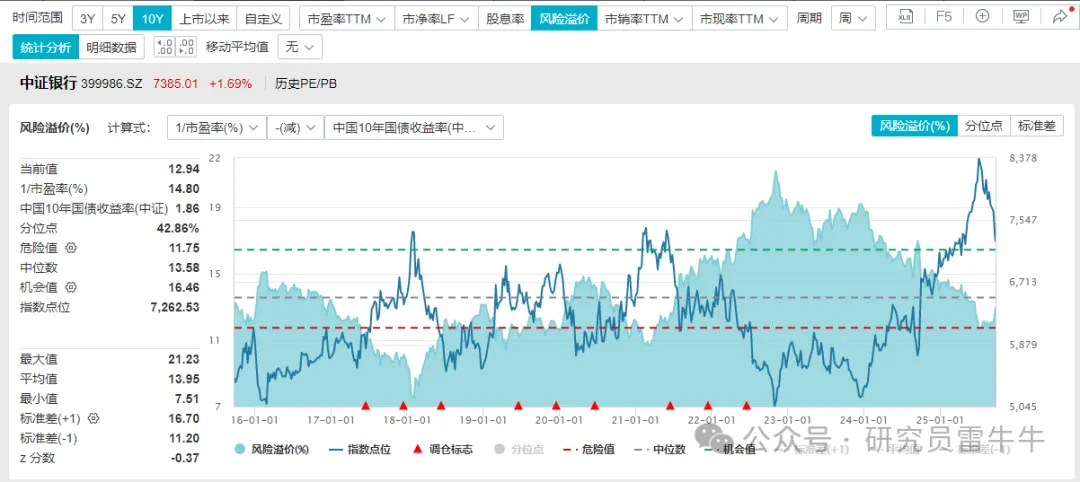 时间范围 3Y 5Y 10Y 上市以来 自定义 市盈率TTM 市净率LF 股息率 风险溢价 市销率TTM 市现率TTM 周期 周 XLS F5 WP
统计分析 明细数据 .00 .0 .00 .0 移动平均值 无
中证银行 399986.SZ 7385.01 +1.69% 历史PE/PB
风险溢价(%) 计算式： 1/市盈率(%) -(减) 中国10年国债收益率(中... 风险溢价(%) 分位点 标准差
当前值 12.94
1/市盈率(%) 14.80
中国10年国债收益率(中证) 1.86
分位点 42.86%
危险值 11.75
中位数 13.58
机会值 16.46
指数点位 7,262.53
最大值 21.23
平均值 13.95
最小值 7.51
标准差(+1) 16.70
标准差(-1) 11.20
z 分数 -0.37
22 8,378
19 7,547
15 6,713
11 5,879
7 5,045
16-01-01 17-01-01 18-01-01 19-01-01 20-01-01 21-01-01 22-01-01 23-01-01 24-01-01 25-01-01
风险溢价(%) 指数点位 调仓标志 分位点 危险值 中位数 机会值 标准差(+1) 平均值 标准差(-1)
公众号 · 研究员雷牛牛